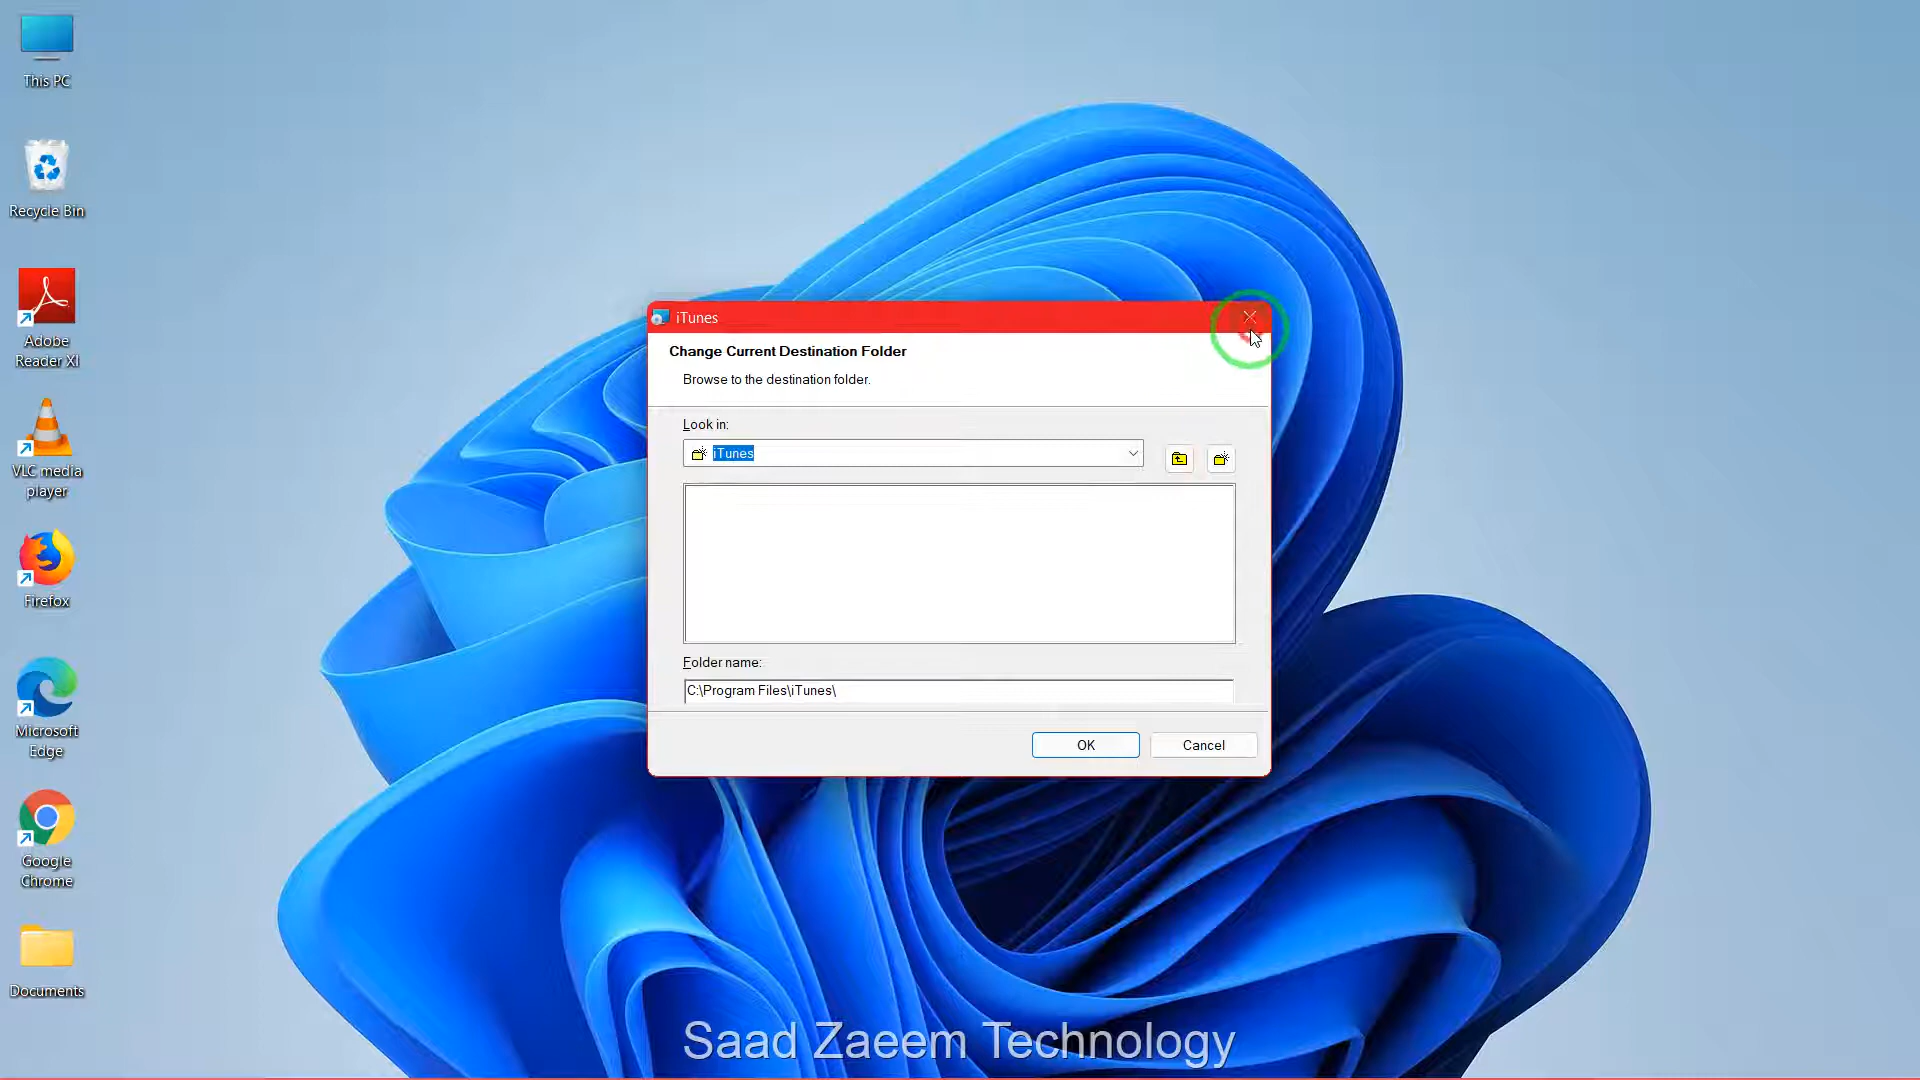 This PC
Recycle Bin
Adobe
Reader XI
VLC media
player
Firefox
Microsoft
Edge
Google
Chrome
Documents
iTunes
Change Current Destination Folder
Browse to the destination folder.
Look in:
iTunes
Folder name:
C:\Program Files\iTunes\
OK
Cancel
Saad Zaeem Technology